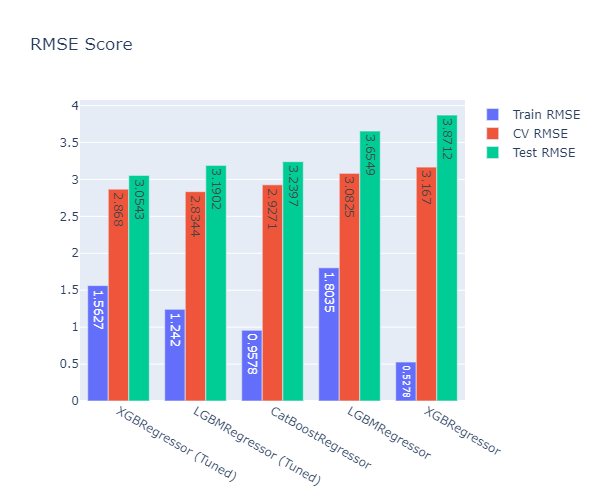 RMSE Score
4
3.5
3
2.5
2
1.5
1
0.5
0
1.5627
2.868
3.0543
1.242
2.8344
3.1902
0.9578
2.9271
3.2397
1.8035
3.0825
3.6549
0.5278
3.167
3.8712
XGBRegressor (Tuned)
LGBMRegressor (Tuned)
CatBoostRegressor
LGBMRegressor
XGBRegressor
Train RMSE
CV RMSE
Test RMSE